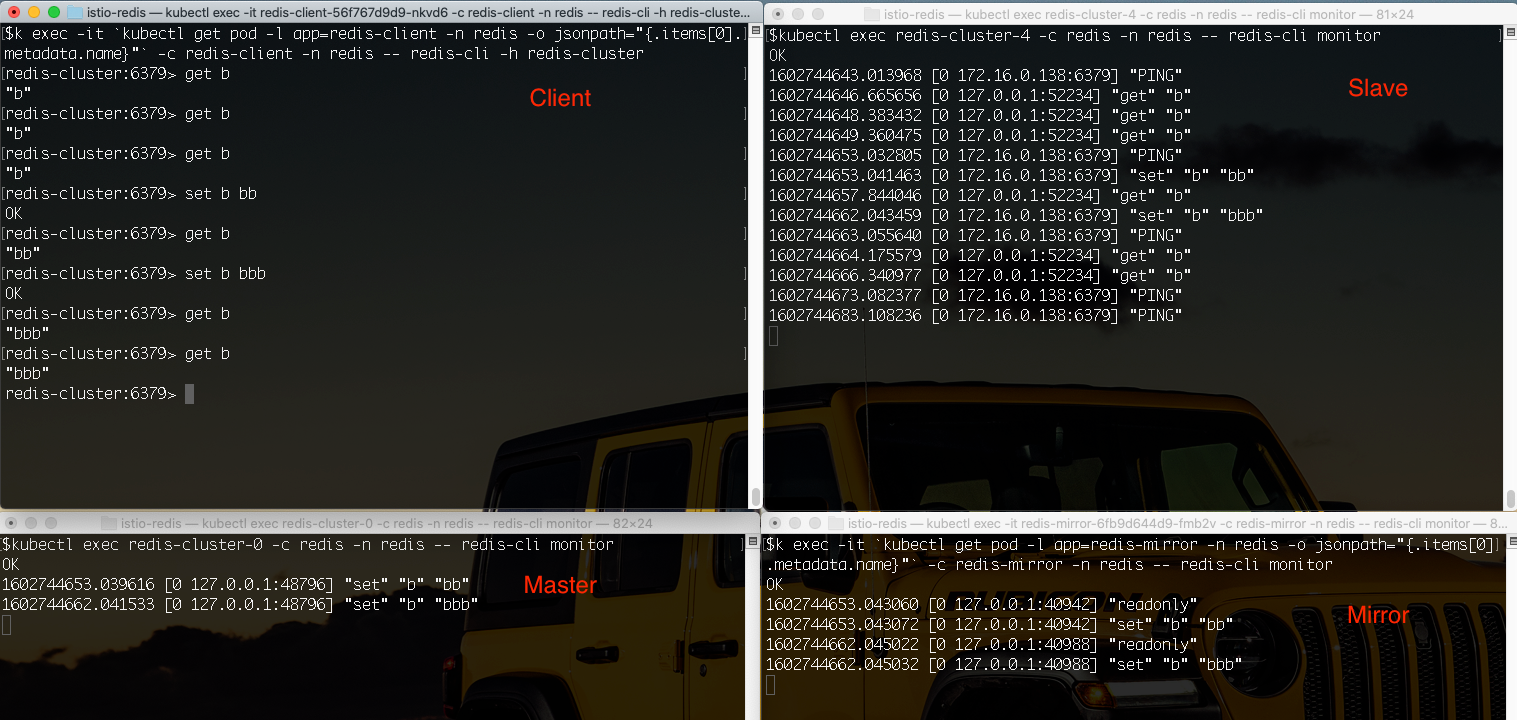 istio-redis — kubectl exec -it redis-client-56f767d9d9-nkvd6 -c redis-client -n redis -- redis-cli -h redis-cluste...
[$k exec -it `kubectl get pod -l app=redis-client -n redis -o jsonpath="{.items[0].]
metadata.name}"` -c redis-client -n redis -- redis-cli -h redis-cluster
[redis-cluster:6379> get b ]
"b"
[redis-cluster:6379> get b ]
"b"
[redis-cluster:6379> get b ]
"b"
[redis-cluster:6379> set b bb ]
OK
[redis-cluster:6379> get b ]
"bb"
[redis-cluster:6379> set b bbb ]
OK
[redis-cluster:6379> get b ]
"bbb"
[redis-cluster:6379> get b ]
"bbb"
redis-cluster:6379>
Client
istio-redis — kubectl exec redis-cluster-4 -c redis -n redis -- redis-cli monitor — 81×24
[$kubectl exec redis-cluster-4 -c redis -n redis -- redis-cli monitor ]
OK
1602744643.013968 [0 172.16.0.138:6379] "PING"
1602744646.665656 [0 127.0.0.1:52234] "get" "b"
1602744648.383432 [0 127.0.0.1:52234] "get" "b"
1602744649.360475 [0 127.0.0.1:52234] "get" "b"
1602744653.032805 [0 172.16.0.138:6379] "PING"
1602744653.041463 [0 172.16.0.138:6379] "set" "b" "bb"
1602744657.844046 [0 127.0.0.1:52234] "get" "b"
1602744662.043459 [0 172.16.0.138:6379] "set" "b" "bbb"
1602744663.055640 [0 172.16.0.138:6379] "PING"
1602744664.175579 [0 127.0.0.1:52234] "get" "b"
1602744666.340977 [0 127.0.0.1:52234] "get" "b"
1602744673.082377 [0 172.16.0.138:6379] "PING"
1602744683.108236 [0 172.16.0.138:6379] "PING"
Slave
istio-redis — kubectl exec redis-cluster-0 -c redis -n redis -- redis-cli monitor — 82×24
[$kubectl exec redis-cluster-0 -c redis -n redis -- redis-cli monitor ]
OK
1602744653.039616 [0 127.0.0.1:48796] "set" "b" "bb"
1602744662.041533 [0 127.0.0.1:48796] "set" "b" "bbb"
Master
istio-redis — kubectl exec -it redis-mirror-6fb9d644d9-fmb2v -c redis-mirror -n redis -- redis-cli monitor — 8...
[$k exec -it `kubectl get pod -l app=redis-mirror -n redis -o jsonpath="{.items[0]]
.metadata.name}"` -c redis-mirror -n redis -- redis-cli monitor
OK
1602744653.043060 [0 127.0.0.1:40942] "readonly"
1602744653.043072 [0 127.0.0.1:40942] "set" "b" "bb"
1602744662.045022 [0 127.0.0.1:40988] "readonly"
1602744662.045032 [0 127.0.0.1:40988] "set" "b" "bbb"
Mirror